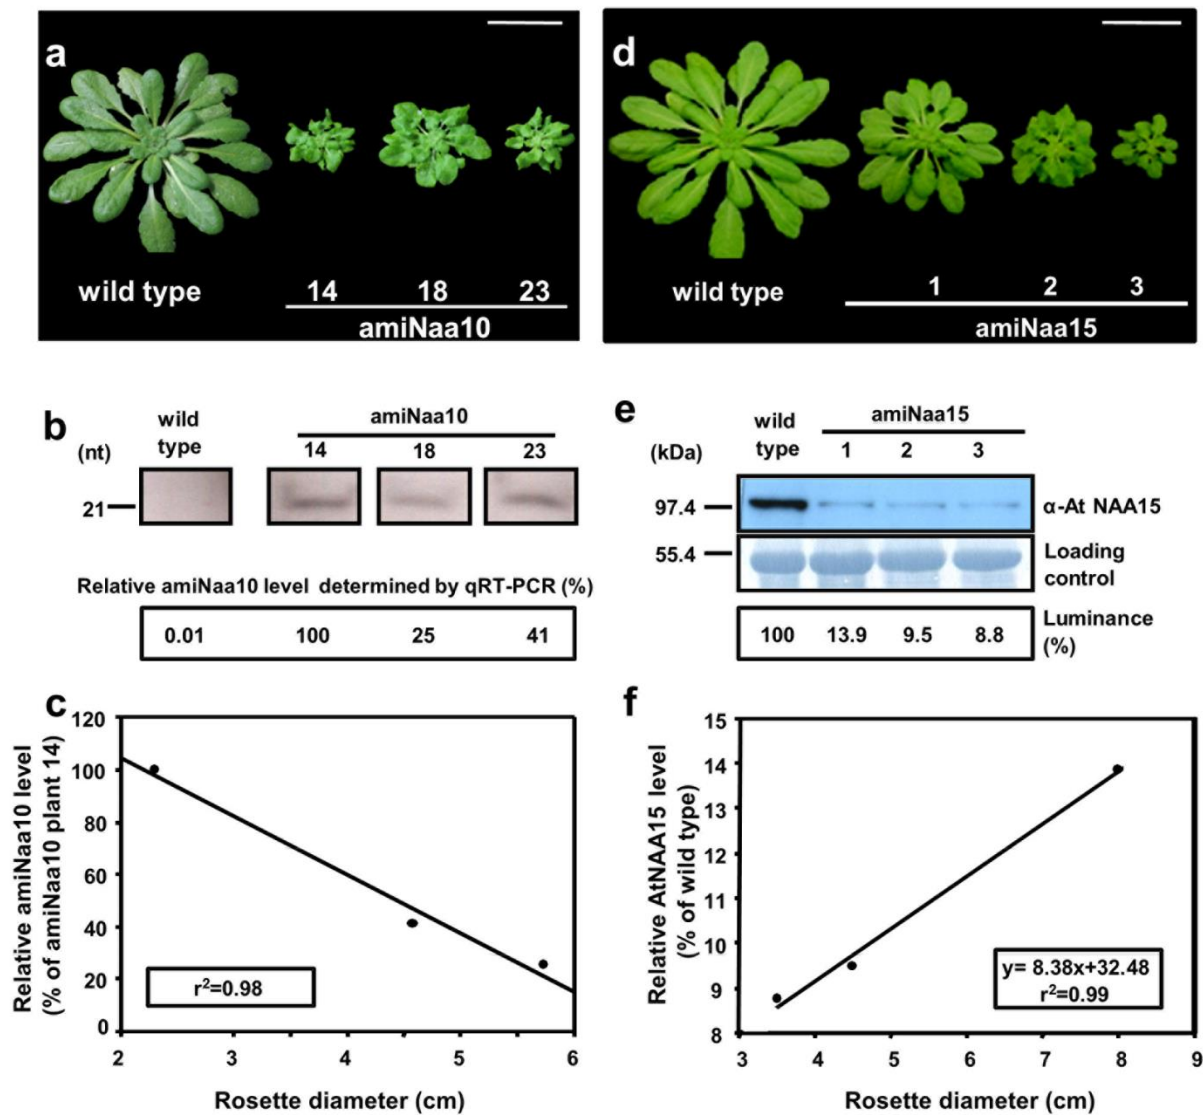 a
wild type
14 18 23
amiNaa10
d
wild type
1 2 3
amiNaa15
b
wild
type
amiNaa10
(nt)
14 18 23
21
Relative amiNaa10 level determined by qRT-PCR (%)
0.01 100 25 41
e
wild
type
amiNaa15
(kDa)
1 2 3
97.4
α-At NAA15
55.4
Loading
control
100 13.9 9.5 8.8
Luminance
(%)
c
Relative amiNaa10 level
(% of amiNaa10 plant 14)
120
100
80
60
40
20
0
r²=0.98
2 3 4 5 6
Rosette diameter (cm)
f
Relative AtNAA15 level
(% of wild type)
15
14
13
12
11
10
9
8
y= 8.38x+32.48
r²=0.99
3 4 5 6 7 8 9
Rosette diameter (cm)